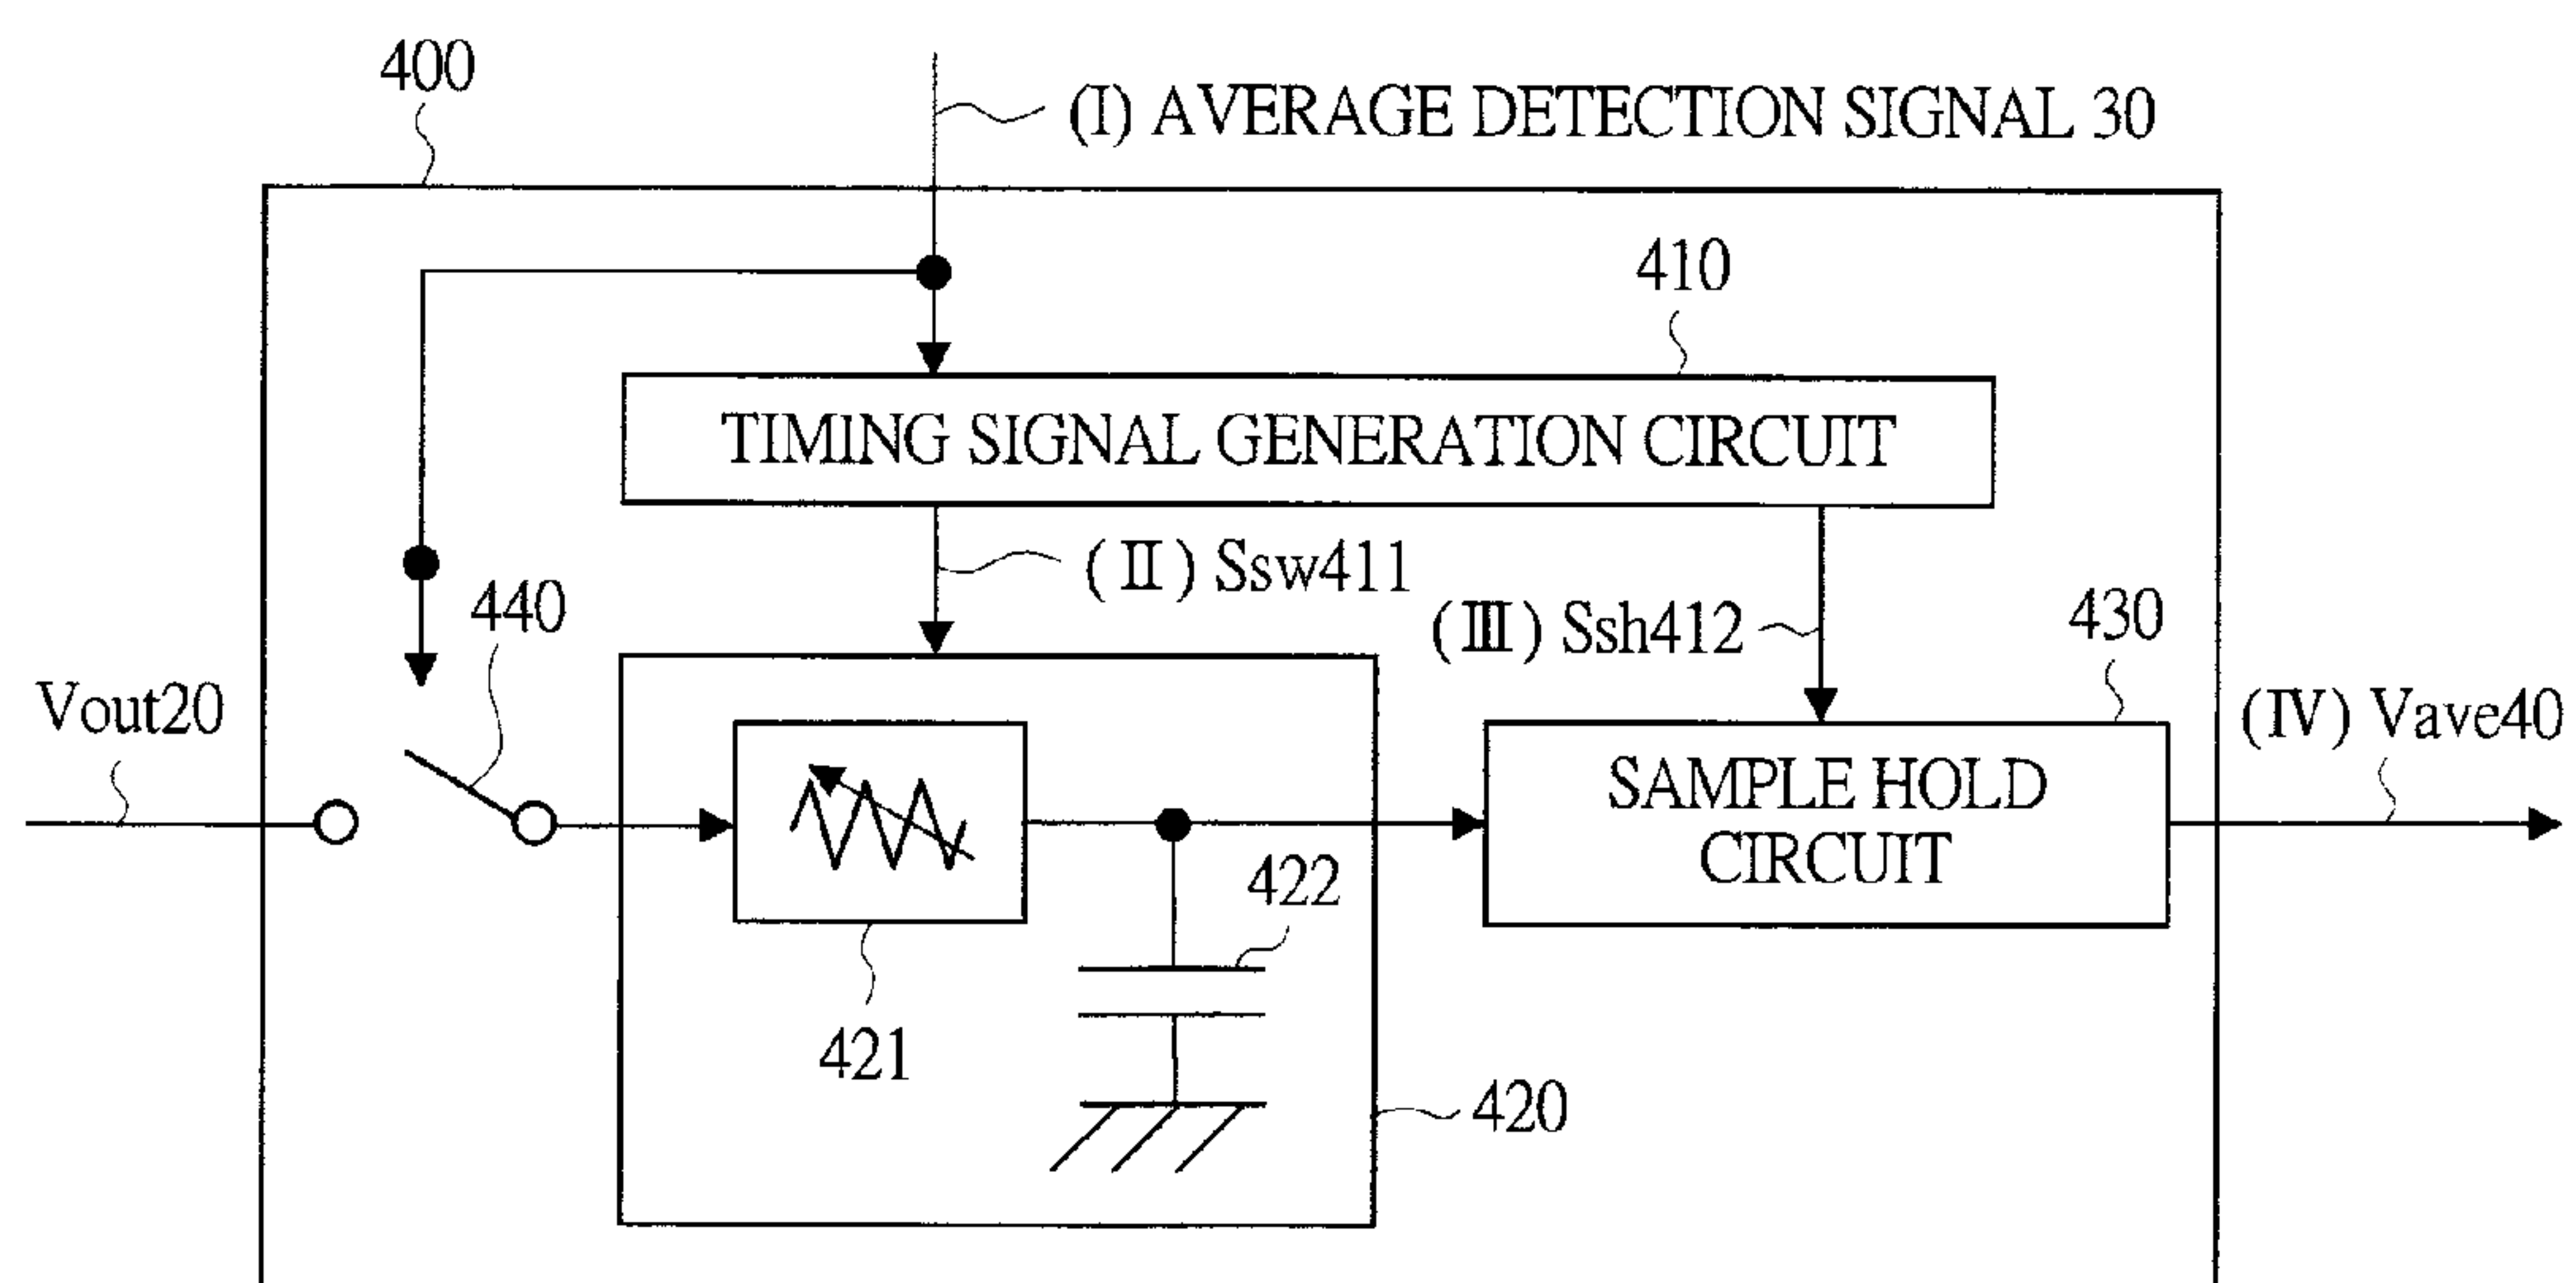 400
(I) AVERAGE DETECTION SIGNAL 30
410
TIMING SIGNAL GENERATION CIRCUIT
(II) Ssw411
440
(III) Ssh412
430
Vout20
(IV) Vave40
SAMPLE HOLD
CIRCUIT
422
421
420